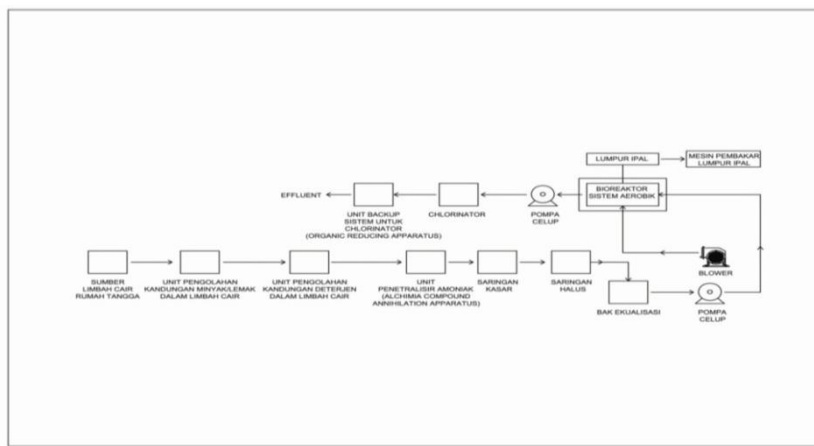 LUMPUR IPAL
MESIN PEMBAKAR
LUMPUR IPAL
EFFLUENT
UNIT BACKUP
SISTEM UNTUK
CHLORINATOR
(ORGANIC REDUCING APPARATUS)
CHLORINATOR
POMPA
CELUP
BIOREAKTOR
SISTEM AEROBIK
BLOWER
SUMBER
LIMBAH CAIR
RUMAH TANGGA
UNIT PENGOLAHAN
KANDUNGAN MINYAK/LEMAK
DALAM LIMBAH CAIR
UNIT PENGOLAHAN
KANDUNGAN DETERJEN
DALAM LIMBAH CAIR
UNIT
PENETRALISIR AMONIAK
(ALCHIMIA COMPOUND
ANNIHILATION APPARATUS)
SARINGAN
KASAR
SARINGAN
HALUS
BAK EKUALISASI
POMPA
CELUP